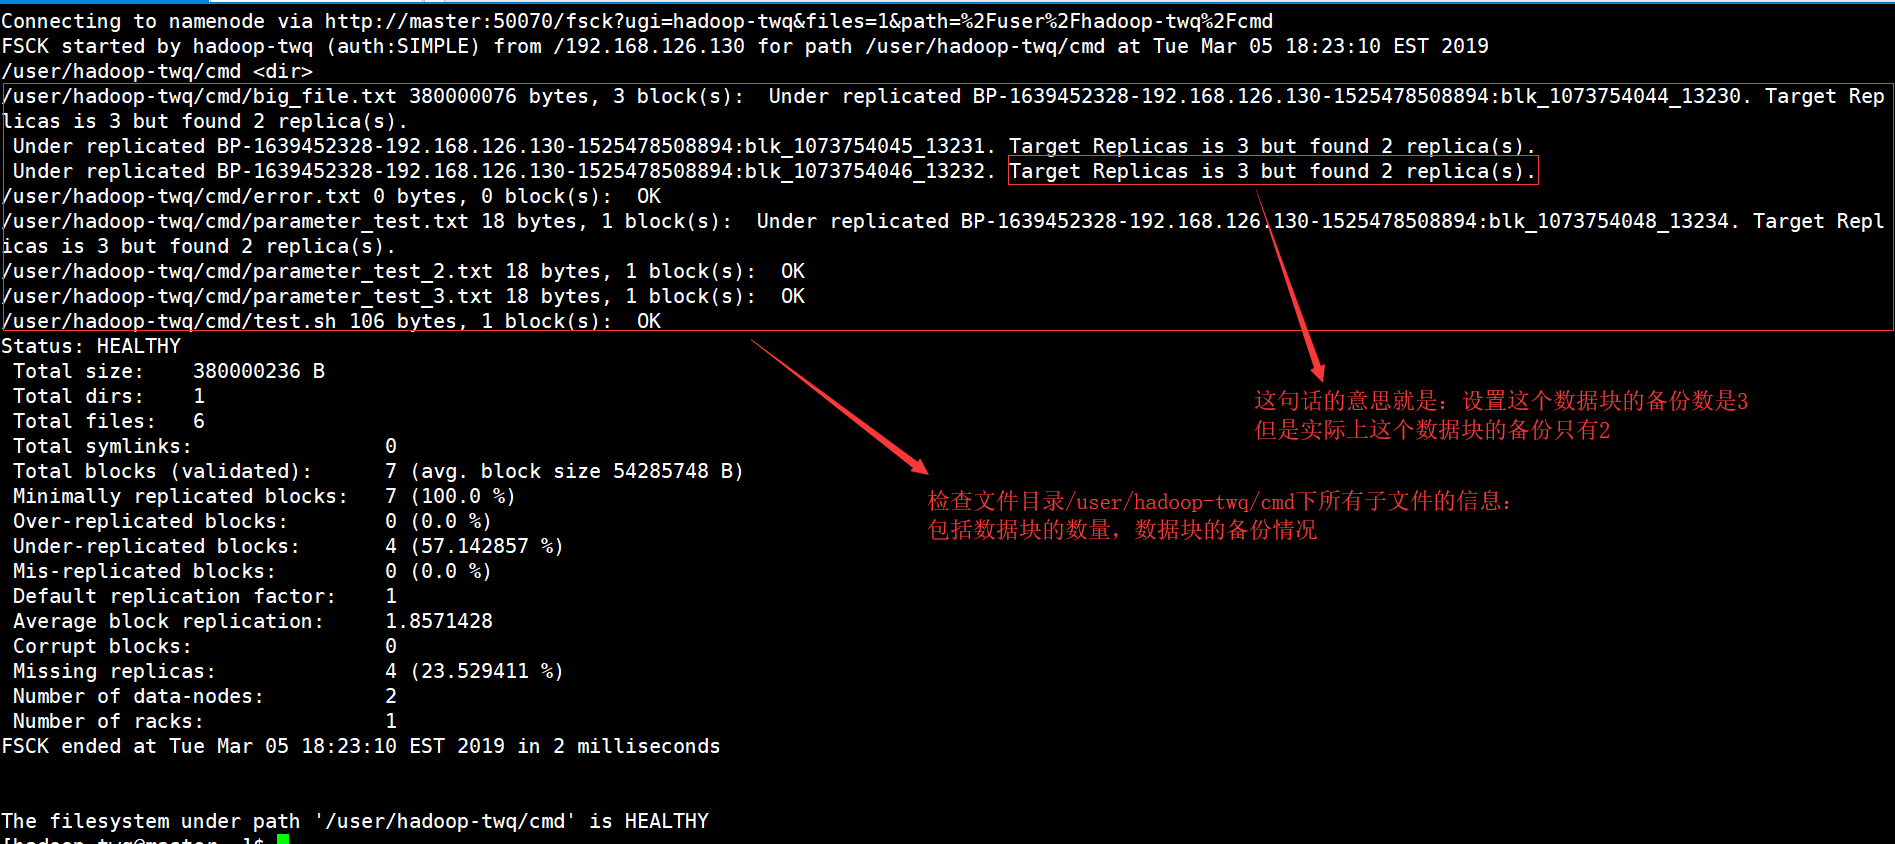 Connecting to namenode via http://master:50070/fsck?ugi=hadoop-twq&files=1&path=%2Fuser%2Fhadoop-twq%2Fcmd
FSCK started by hadoop-twq (auth:SIMPLE) from /192.168.126.130 for path /user/hadoop-twq/cmd at Tue Mar 05 18:23:10 EST 2019
/user/hadoop-twq/cmd <dir>
/user/hadoop-twq/cmd/big_file.txt 380000076 bytes, 3 block(s):  Under replicated BP-1639452328-192.168.126.130-1525478508894:blk_1073754044_13230. Target Rep
licas is 3 but found 2 replica(s).
 Under replicated BP-1639452328-192.168.126.130-1525478508894:blk_1073754045_13231. Target Replicas is 3 but found 2 replica(s).
 Under replicated BP-1639452328-192.168.126.130-1525478508894:blk_1073754046_13232. Target Replicas is 3 but found 2 replica(s).
/user/hadoop-twq/cmd/error.txt 0 bytes, 0 block(s):  OK
/user/hadoop-twq/cmd/parameter_test.txt 18 bytes, 1 block(s):  Under replicated BP-1639452328-192.168.126.130-1525478508894:blk_1073754048_13234. Target Repl
icas is 3 but found 2 replica(s).
/user/hadoop-twq/cmd/parameter_test_2.txt 18 bytes, 1 block(s):  OK
/user/hadoop-twq/cmd/parameter_test_3.txt 18 bytes, 1 block(s):  OK
/user/hadoop-twq/cmd/test.sh 106 bytes, 1 block(s):  OK
Status: HEALTHY
 Total size:    380000236 B
 Total dirs:    1
 Total files:   6
 Total symlinks:                0
 Total blocks (validated):      7 (avg. block size 54285748 B)
 Minimally replicated blocks:   7 (100.0 %)
 Over-replicated blocks:        0 (0.0 %)
 Under-replicated blocks:       4 (57.142857 %)
 Mis-replicated blocks:         0 (0.0 %)
 Default replication factor:    1
 Average block replication:     1.8571428
 Corrupt blocks:                0
 Missing replicas:              4 (23.529411 %)
 Number of data-nodes:          2
 Number of racks:               1
FSCK ended at Tue Mar 05 18:23:10 EST 2019 in 2 milliseconds
The filesystem under path '/user/hadoop-twq/cmd' is HEALTHY
[hadoop-twq@master ~]$
这句话的意思就是：设置这个数据块的备份数是3
但是实际上这个数据块的备份只有2
检查文件目录/user/hadoop-twq/cmd下所有子文件的信息：
包括数据块的数量，数据块的备份情况